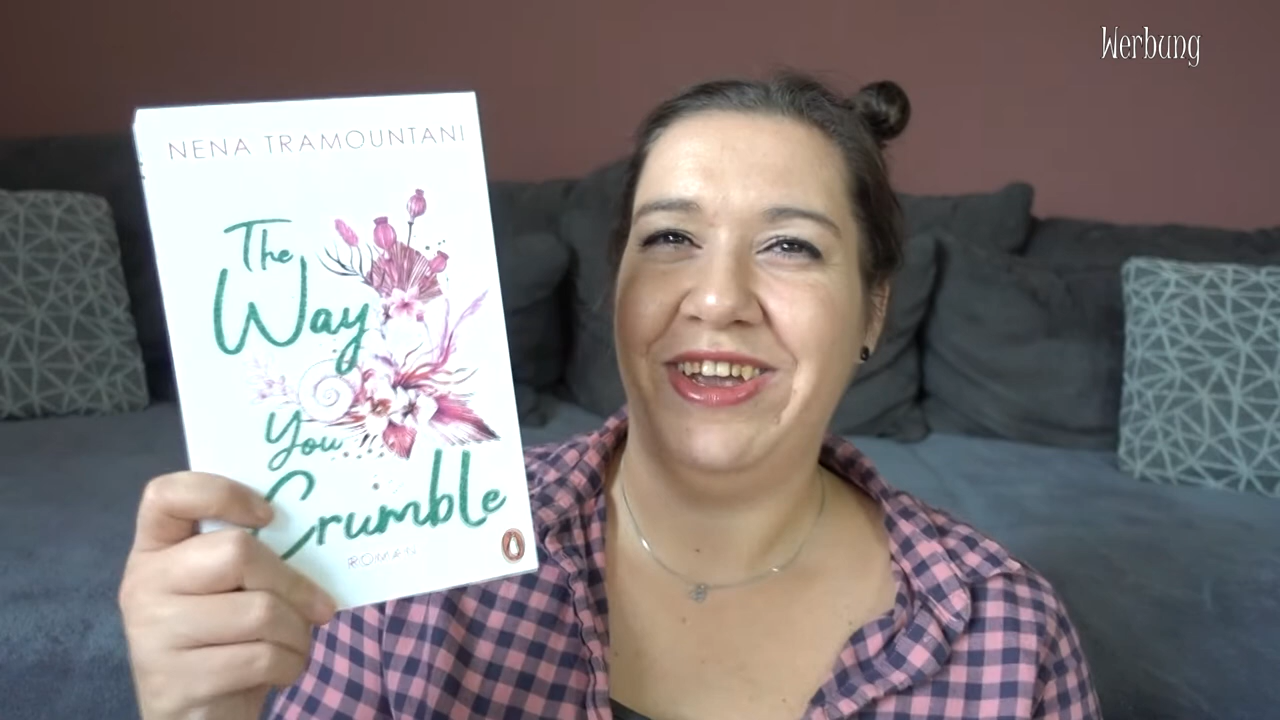 Werbung
NENA TRAMOUNTANI
The
Way
You
Crumble
ROMAN